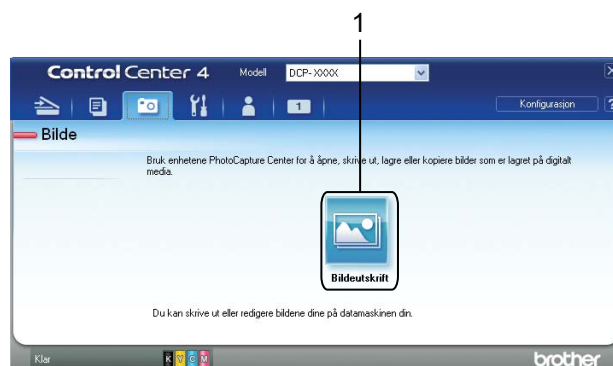 1
Control Center 4 Modell DCP-XXXX
1 Konfigurasjon ?
Bilde
Bruk enhetene PhotoCapture Center for å åpne, skrive ut, lagre eller kopiere bilder som er lagret på digitalt
media.
Bildeutskrift
Du kan skrive ut eller redigere bildene dine på datamaskinen din.
Klar K Y C M brother